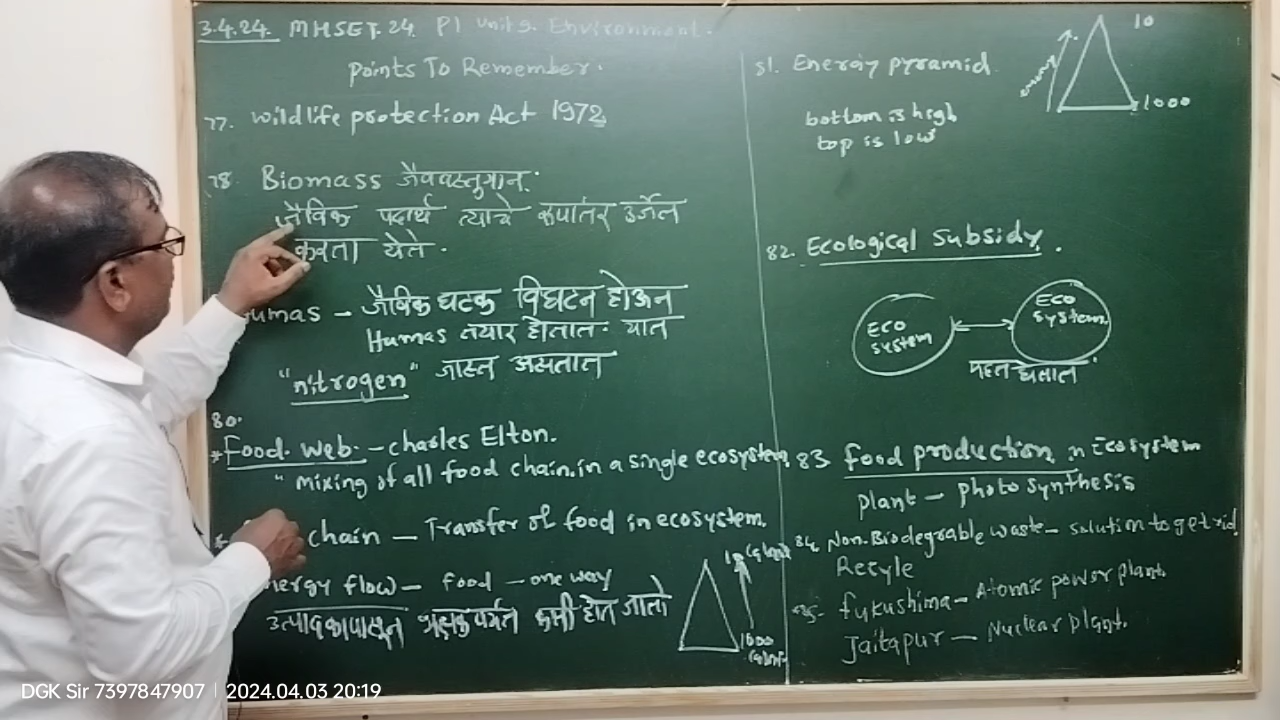 3.4.24. MHSET.24. P1 Unit 9. Environment.
Points To Remember.
77. Wildlife protection Act 1972
78. Biomass जैववस्तुमान.
जैविक पदार्थ त्याचे रूपांतर उर्जेत
करता येते.
umas – जैविक घटक विघटन होऊन
Humas तयार होतात. यात
"nitrogen" जास्त असतात
80.
* Food. web. – charles Elton.
" mixing of all food chain. in a single ecosystem
* chain – Transfer of food in ecosystem.
nergy flow – food – one way
उत्पादकापासून भक्षक पर्यंत कमी होत जातो
1000
81. Energy pyramid
bottom is high
top is low
energy
10
1000
82. Ecological Subsidy.
ECO
system
ECO
system.
घेतात
83 food production in Ecosystem
plant – photosynthesis
84. Non-Biodegrable waste – solution to get rid
Recyle
85. fukushima – Atomic power plant.
Jaitapur – Nuclear plant.
DGK Sir 7397847907 | 2024.04.03 20:19